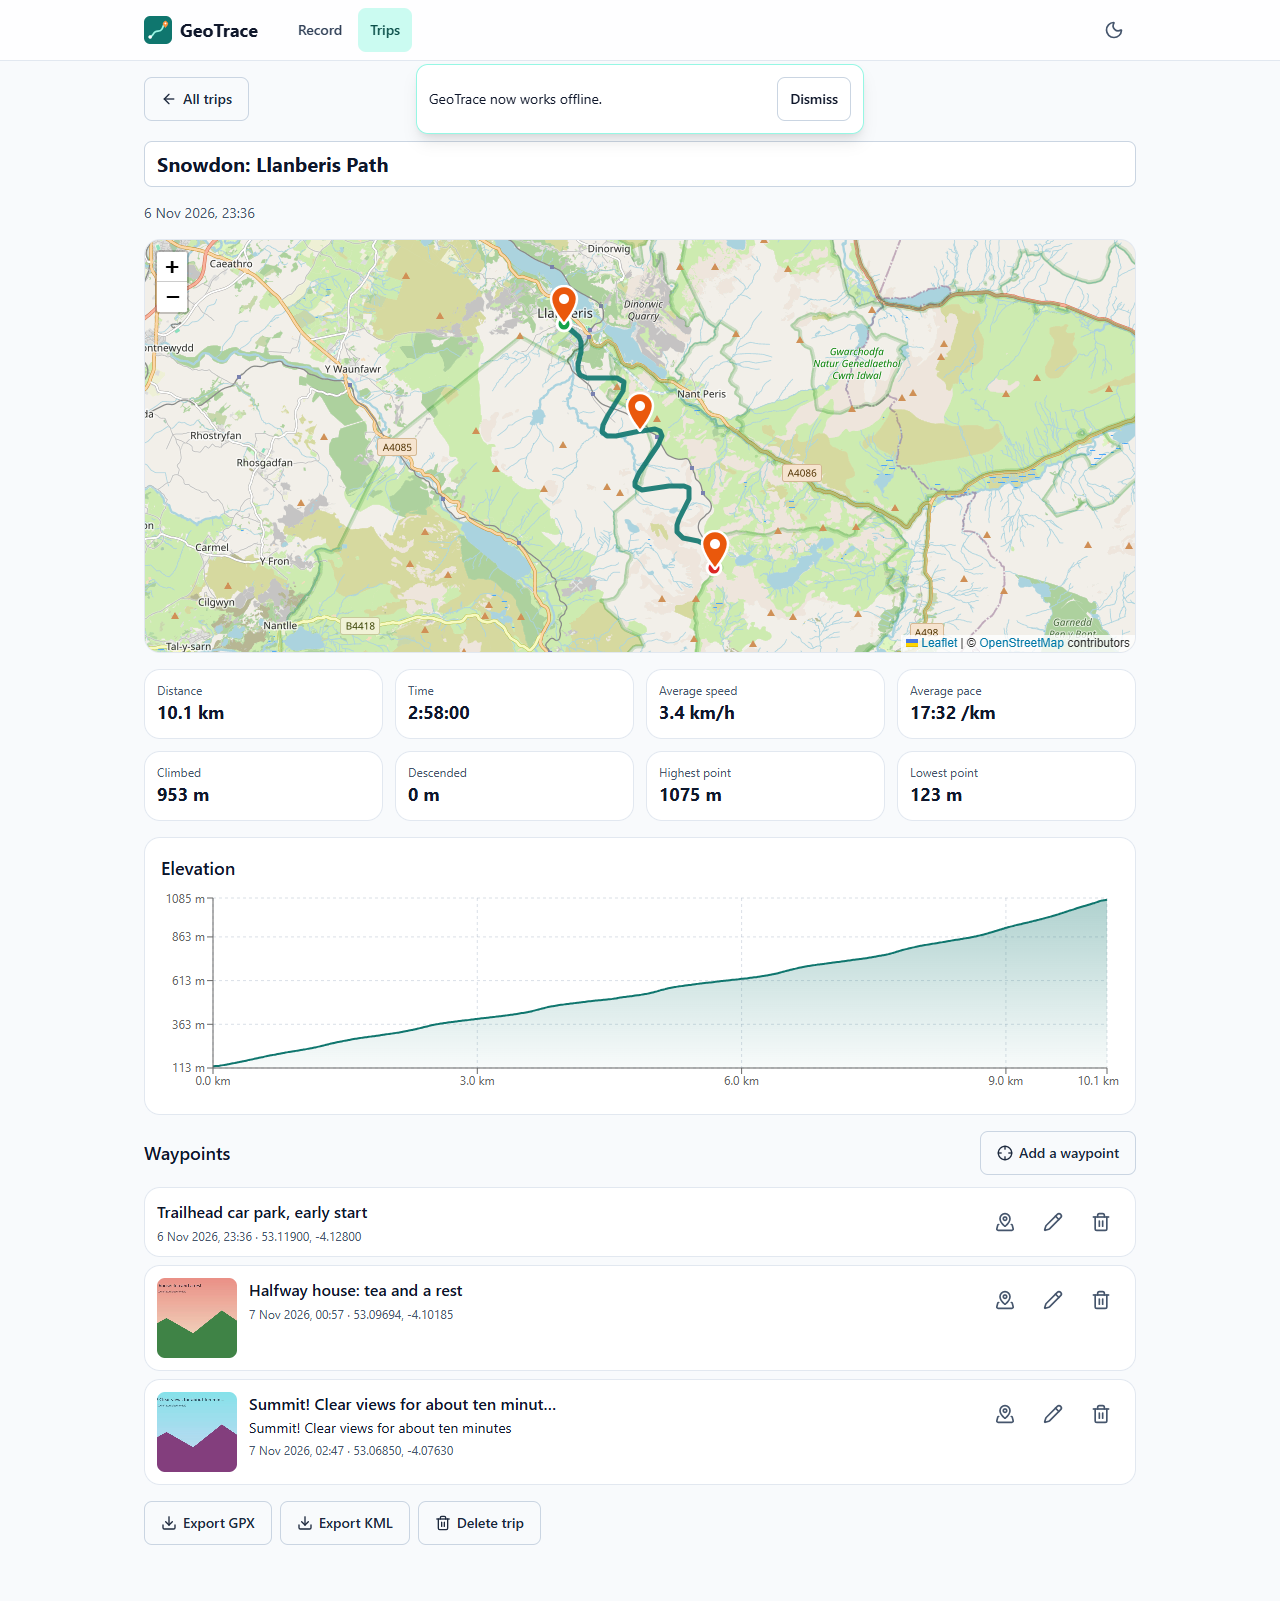 GeoTrace
Record
Trips
All trips
GeoTrace now works offline.
Dismiss
Snowdon: Llanberis Path
6 Nov 2026, 23:36
+
−
Caeathro
Dinorwig
Dinorwic
Quarry
ontnewydd
Y Waunfawr
Gwarchodfa
Natur Genedlaethol
Cwm Idwal
Nant Peris
da
Rhostryfan
A4085
Rhosgadfan
A4086
on
Carmel
Y Fron
Cilgwyn
Nantlle
B4418
Tal-y-sarn
A498
Garnedd
Leaflet | © OpenStreetMap contributors
Distance
10.1 km
Time
2:58:00
Average speed
3.4 km/h
Average pace
17:32 /km
Climbed
953 m
Descended
0 m
Highest point
1075 m
Lowest point
123 m
Elevation
1085 m
863 m
613 m
363 m
113 m
0.0 km
3.0 km
6.0 km
9.0 km
10.1 km
Waypoints
Add a waypoint
Trailhead car park, early start
6 Nov 2026, 23:36 · 53.11900, -4.12800
Halfway house: tea and a rest
7 Nov 2026, 00:57 · 53.09694, -4.10185
Summit! Clear views for about ten minut...
Summit! Clear views for about ten minutes
7 Nov 2026, 02:47 · 53.06850, -4.07630
Export GPX
Export KML
Delete trip